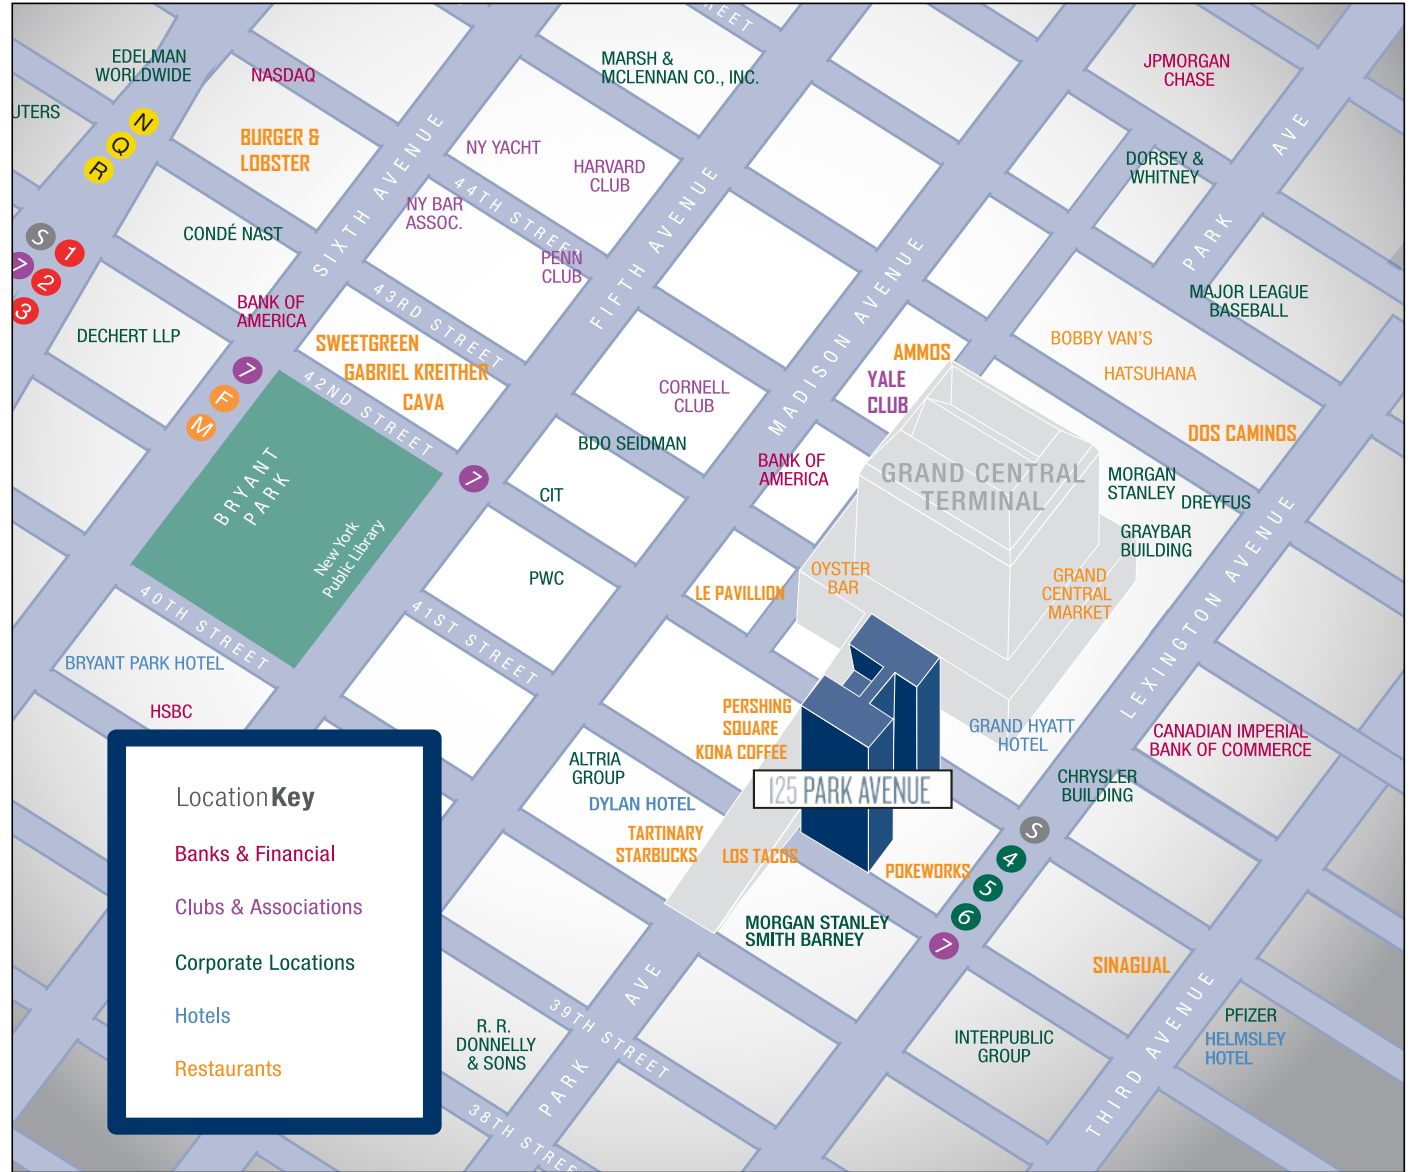 EDELMAN
WORLDWIDE
NASDAQ
MARSH &
MCLENNAN CO., INC.
JPMORGAN
CHASE
UTERS
N
Q
R
BURGER &
LOBSTER
NY YACHT
HARVARD
CLUB
DORSEY &
WHITNEY
SIXTH AVENUE
44TH STREET
NY BAR
ASSOC.
PENN
CLUB
FIFTH AVENUE
PARK AVE
CONDÉ NAST
S
1
7
2
3
BANK OF
AMERICA
43RD STREET
MADISON AVENUE
MAJOR LEAGUE
BASEBALL
DECHERT LLP
SWEETGREEN
GABRIEL KREITHER
CAVA
42ND STREET
7
F
M
CORNELL
CLUB
AMMOS
YALE
CLUB
BOBBY VAN'S
HATSUHANA
DOS CAMINOS
BDO SEIDMAN
BANK OF
AMERICA
GRAND CENTRAL
TERMINAL
MORGAN
STANLEY
DREYFUS
GRAYBAR
BUILDING
BRYANT
PARK
New York
Public Library
7
CIT
PWC
LE PAVILLION
OYSTER
BAR
GRAND
CENTRAL
MARKET
LEXINGTON AVENUE
40TH STREET
41ST STREET
BRYANT PARK HOTEL
HSBC
PERSHING
SQUARE
KONA COFFEE
GRAND HYATT
HOTEL
CANADIAN IMPERIAL
BANK OF COMMERCE
ALTRIA
GROUP
DYLAN HOTEL
TARTINARY
STARBUCKS
LOS TACOS
125 PARK AVENUE
CHRYSLER
BUILDING
POKEWORKS
S
4
5
6
7
MORGAN STANLEY
SMITH BARNEY
SINAGUAL
PARK AVE
39TH STREET
38TH STREET
R. R.
DONNELLY
& SONS
INTERPUBLIC
GROUP
THIRD AVENUE
PFIZER
HELMSLEY
HOTEL
LocationKey
Banks & Financial
Clubs & Associations
Corporate Locations
Hotels
Restaurants